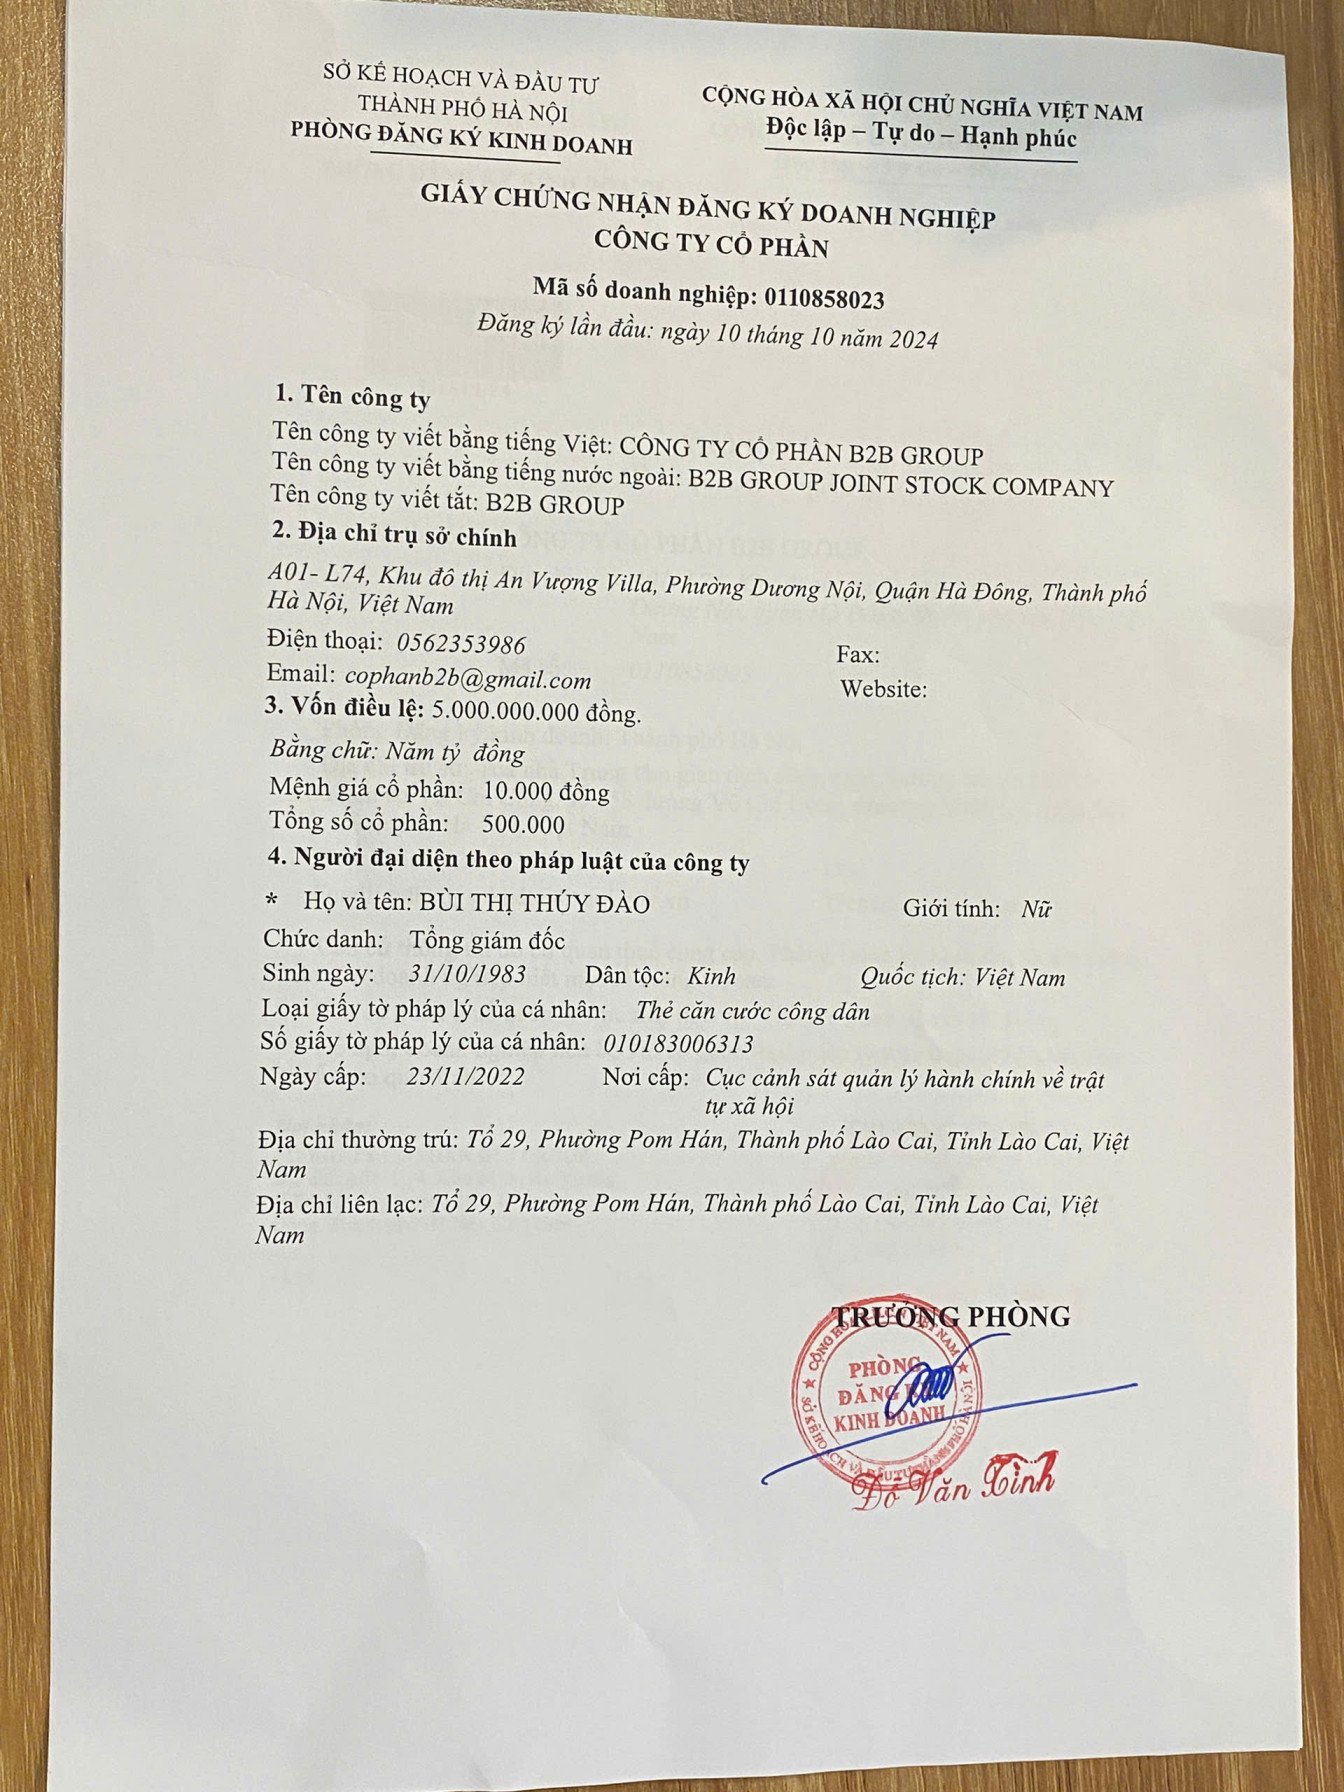 SỞ KẾ HOẠCH VÀ ĐẦU TƯ
THÀNH PHỐ HÀ NỘI
PHÒNG ĐĂNG KÝ KINH DOANH
CỘNG HÒA XÃ HỘI CHỦ NGHĨA VIỆT NAM
Độc lập – Tự do – Hạnh phúc
GIẤY CHỨNG NHẬN ĐĂNG KÝ DOANH NGHIỆP
CÔNG TY CỔ PHẦN
Mã số doanh nghiệp: 0110858023
Đăng ký lần đầu: ngày 10 tháng 10 năm 2024
1. Tên công ty
Tên công ty viết bằng tiếng Việt: CÔNG TY CỔ PHẦN B2B GROUP
Tên công ty viết bằng tiếng nước ngoài: B2B GROUP JOINT STOCK COMPANY
Tên công ty viết tắt: B2B GROUP
2. Địa chỉ trụ sở chính
A01- L74, Khu đô thị An Vượng Villa, Phường Dương Nội, Quận Hà Đông, Thành phố
Hà Nội, Việt Nam
Điện thoại: 0562353986 Fax:
Email: cophanb2b@gmail.com Website:
3. Vốn điều lệ: 5.000.000.000 đồng.
Bằng chữ: Năm tỷ đồng
Mệnh giá cổ phần: 10.000 đồng
Tổng số cổ phần: 500.000
4. Người đại diện theo pháp luật của công ty
* Họ và tên: BÙI THỊ THÚY ĐÀO Giới tính: Nữ
Chức danh: Tổng giám đốc
Sinh ngày: 31/10/1983 Dân tộc: Kinh Quốc tịch: Việt Nam
Loại giấy tờ pháp lý của cá nhân: Thẻ căn cước công dân
Số giấy tờ pháp lý của cá nhân: 010183006313
Ngày cấp: 23/11/2022 Nơi cấp: Cục cảnh sát quản lý hành chính về trật
tự xã hội
Địa chỉ thường trú: Tổ 29, Phường Pom Hán, Thành phố Lào Cai, Tỉnh Lào Cai, Việt
Nam
Địa chỉ liên lạc: Tổ 29, Phường Pom Hán, Thành phố Lào Cai, Tỉnh Lào Cai, Việt
Nam
TRƯỞNG PHÒNG
PHÒNG
ĐĂNG KÝ
KINH DOANH
SỞ KẾ HOẠCH VÀ ĐẦU TƯ THÀNH PHỐ HÀ NỘI
Đỗ Văn Tình